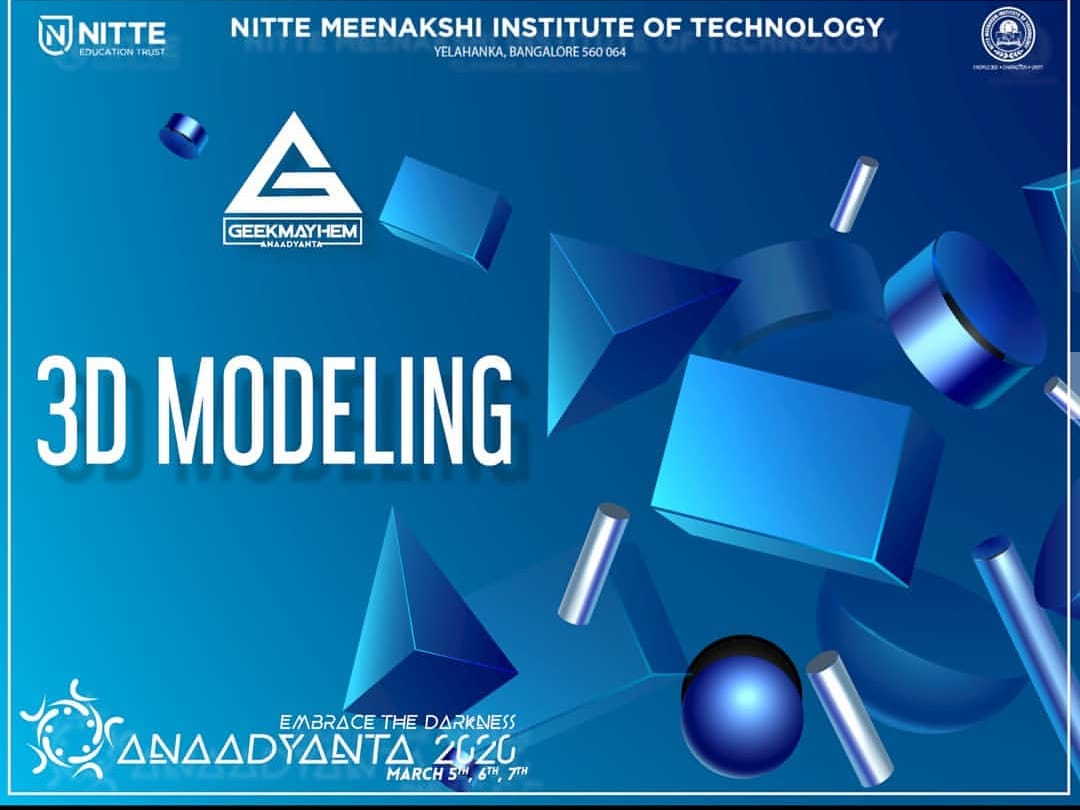 NITTE
EDUCATION TRUST
NITTE MEENAKSHI INSTITUTE OF TECHNOLOGY
YELAHANKA, BANGALORE 560 064
GEEKMAYHEM
ANAADYANTA
3D MODELING
EMBRACE THE DARKNESS
ANAADYANTA 2020
MARCH 5TH, 6TH, 7TH